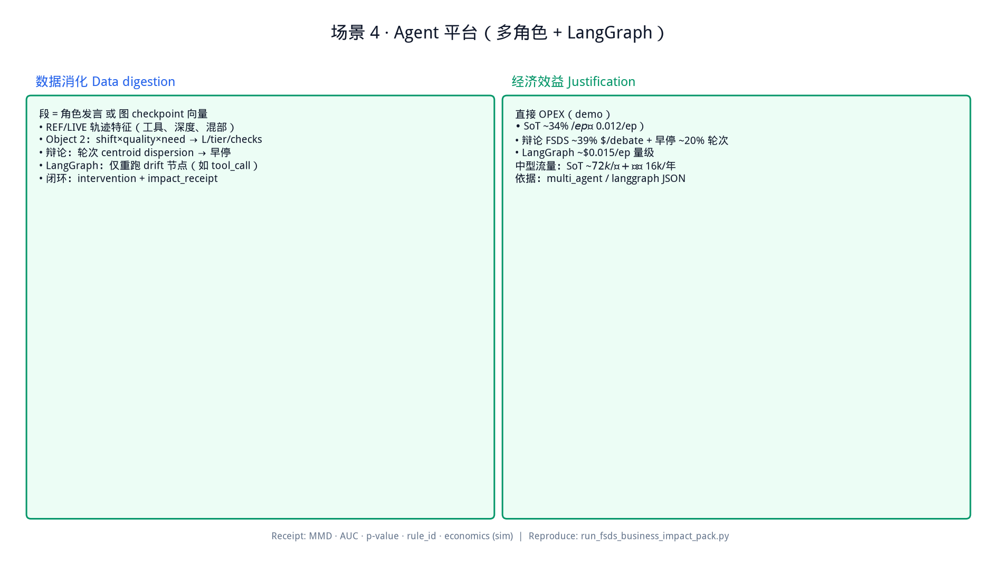 场景 4 · Agent 平台（多角色 + LangGraph）
数据消化 Data digestion
段 = 角色发言 或 图 checkpoint 向量
• REF/LIVE 轨迹特征（工具、深度、混部）
• Object 2：shift×quality×need → L/tier/checks
• 辩论：轮次 centroid dispersion → 早停
• LangGraph：仅重跑 drift 节点（如 tool_call）
• 闭环：intervention + impact_receipt
经济效益 Justification
直接 OPEX（demo）
• SoT ~34% /ep 0.012/ep）
• 辩论 FSDS ~39% $/debate + 早停 ~20% 轮次
• LangGraph ~$0.015/ep 量级
中型流量：SoT ~72k/ + 16k/年
依据：multi_agent / langgraph JSON
Receipt: MMD · AUC · p-value · rule_id · economics (sim) | Reproduce: run_fsds_business_impact_pack.py